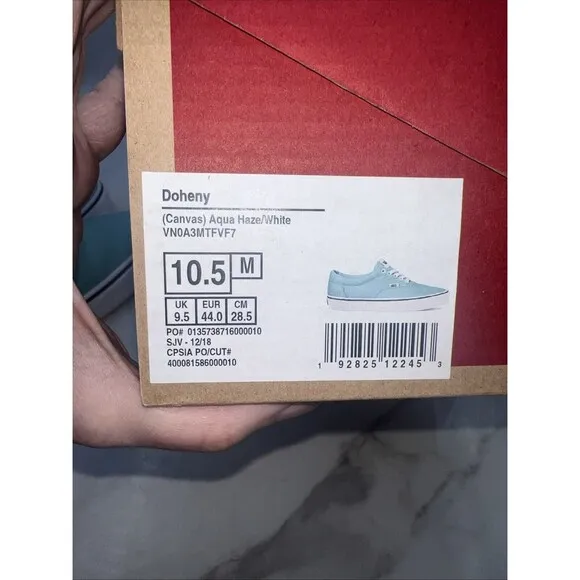 Doheny
(Canvas) Aqua Haze/White
VN0A3MTFVF7
10.5 M
UK EUR CM
9.5 44.0 28.5
PO# 0135738716000010
SJV - 12/18
CPSIA PO/CUT#
400081586000010
1 92825 12245 3